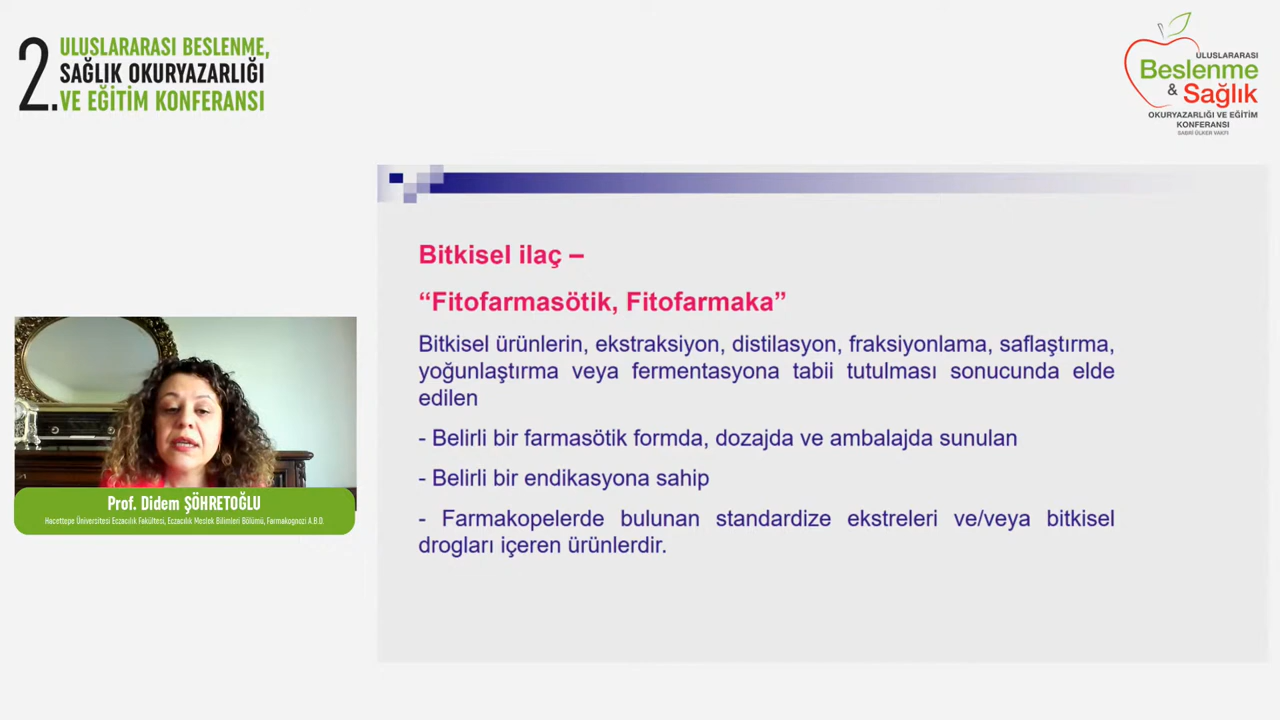 2.
ULUSLARARASI BESLENME,
SAĞLIK OKURYAZARLIĞI
VE EĞİTİM KONFERANSI
ULUSLARARASI
Beslenme
& Sağlık
OKURYAZARLIĞI VE EĞİTİM
KONFERANSI
SABRİ ÜLKER VAKFI
Bitkisel ilaç –
“Fitofarmasötik, Fitofarmaka”
Bitkisel ürünlerin, ekstraksiyon, distilasyon, fraksiyonlama, saflaştırma,
yoğunlaştırma veya fermentasyona tabii tutulması sonucunda elde
edilen
- Belirli bir farmasötik formda, dozajda ve ambalajda sunulan
- Belirli bir endikasyona sahip
- Farmakopelerde bulunan standardize ekstreleri ve/veya bitkisel
drogları içeren ürünlerdir.
Prof. Didem ŞÖHRETOĞLU
Hacettepe Üniversitesi Eczacılık Fakültesi, Eczacılık Meslek Bilimleri Bölümü, Farmakognozi A.B.D.